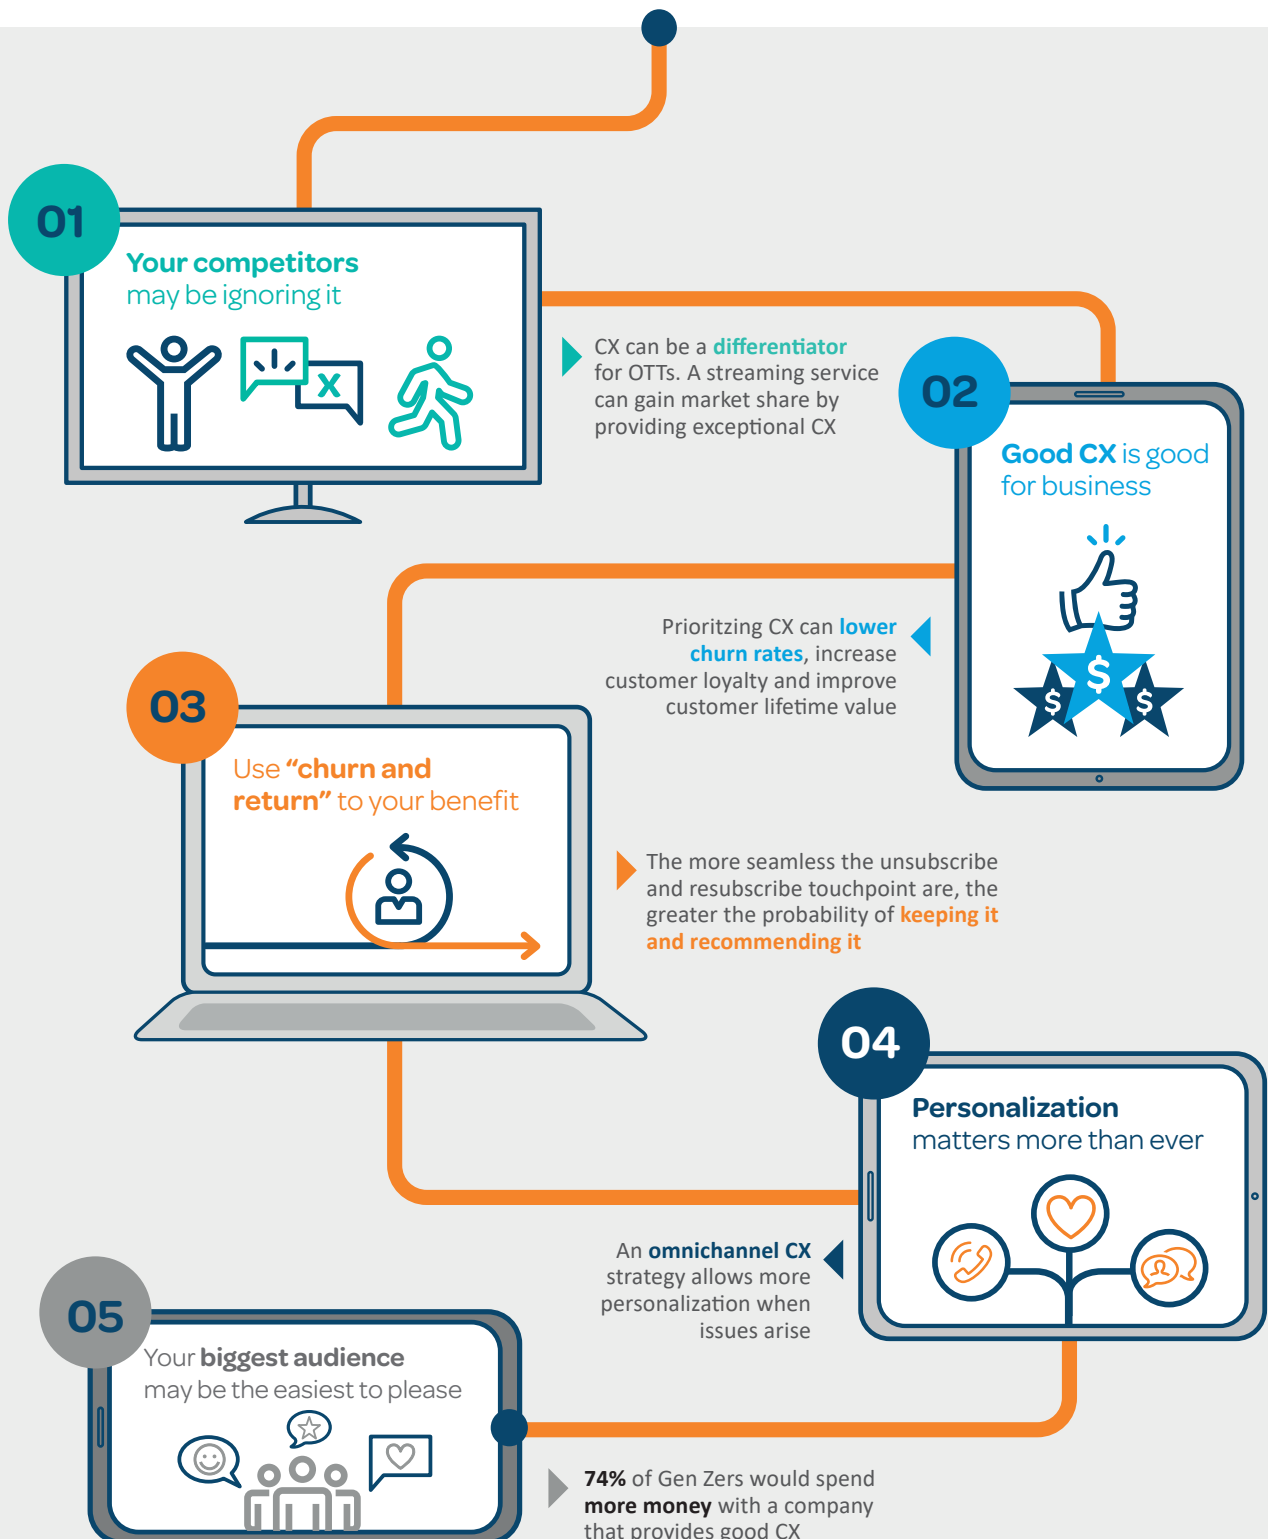 01
Your competitors
may be ignoring it
X
CX can be a differentiator
for OTTs. A streaming service
can gain market share by
providing exceptional CX
02
Good CX is good
for business
$
$
$
Prioritzing CX can lower
churn rates, increase
customer loyalty and improve
customer lifetime value
03
Use “churn and
return” to your benefit
The more seamless the unsubscribe
and resubscribe touchpoint are, the
greater the probability of keeping it
and recommending it
04
Personalization
matters more than ever
An omnichannel CX
strategy allows more
personalization when
issues arise
05
Your biggest audience
may be the easiest to please
74% of Gen Zers would spend
more money with a company
that provides good CX